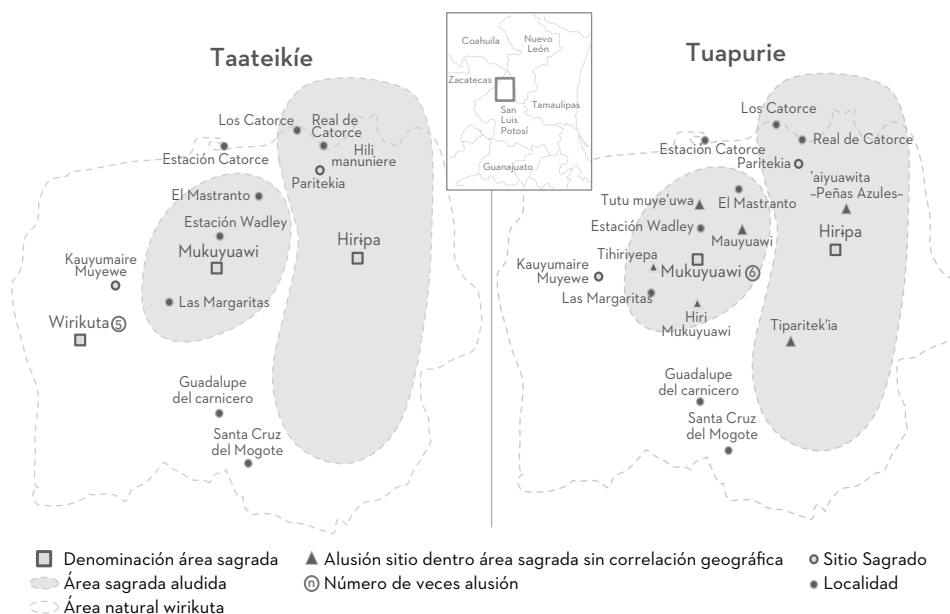 Taateikíe
Los Catorce
Real de
Catorce
Estación Catorce
Hili
manuniere
Paritekia
El Mastranto
Estación Wadley
Mukuyuawi
Hiripa
Kauyumaire
Muyewe
Las Margaritas
Wirikuta 5
Guadalupe
del carnicero
Santa Cruz
del Mogote
Coahuila
Nuevo
León
Zacatecas
San
Luis
Potosí
Tamaulipas
Guanajuato
Tuapurie
Los Catorce
Real de Catorce
Estación Catorce
Paritekia
'aiyuawita
-Peñas Azules-
El Mastranto
Tutu muye'uwa
Estación Wadley
Mauyuawi
Hiripa
Tihiriyepa
Kauyumaire
Muyewe
Mukuyuawi 6
Las Margaritas
Hiri
Mukuyuawi
Tiparitek'ia
Guadalupe
del carnicero
Santa Cruz
del Mogote
Denominación área sagrada
Alusión sitio dentro área sagrada sin correlación geográfica
Sitio Sagrado
Área sagrada aludida
n Número de veces alusión
Localidad
Área natural wirikuta